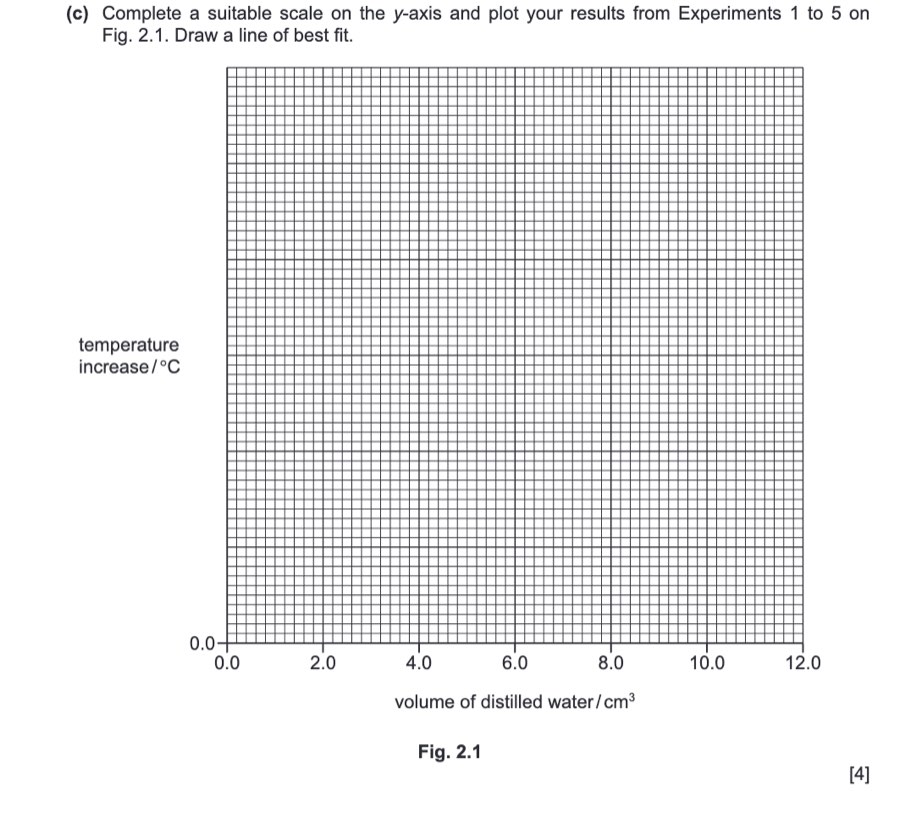 (c) Complete a suitable scale on the y-axis and plot your results from Experiments 1 to 5 on
Fig. 2.1. Draw a line of best fit.
temperature
increase / °C
0.0
0.0 2.0 4.0 6.0 8.0 10.0 12.0
volume of distilled water / cm³
Fig. 2.1
[4]